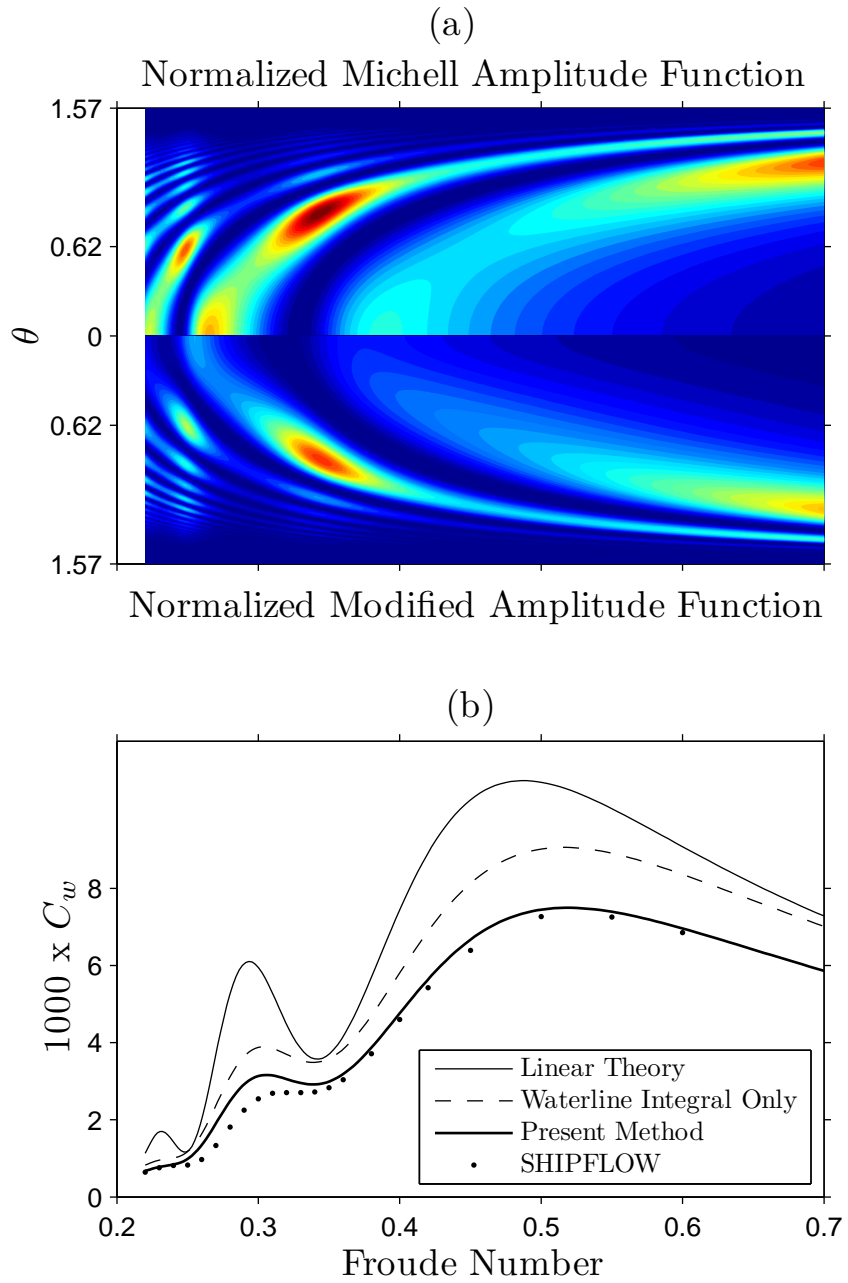 (a)
Normalized Michell Amplitude Function
1.57
0.62
0
0.62
1.57
θ
Normalized Modified Amplitude Function
(b)
8
6
4
2
0
1000 x C_w
0.2 0.3 0.4 0.5 0.6 0.7
Froude Number
Linear Theory
Waterline Integral Only
Present Method
SHIPFLOW